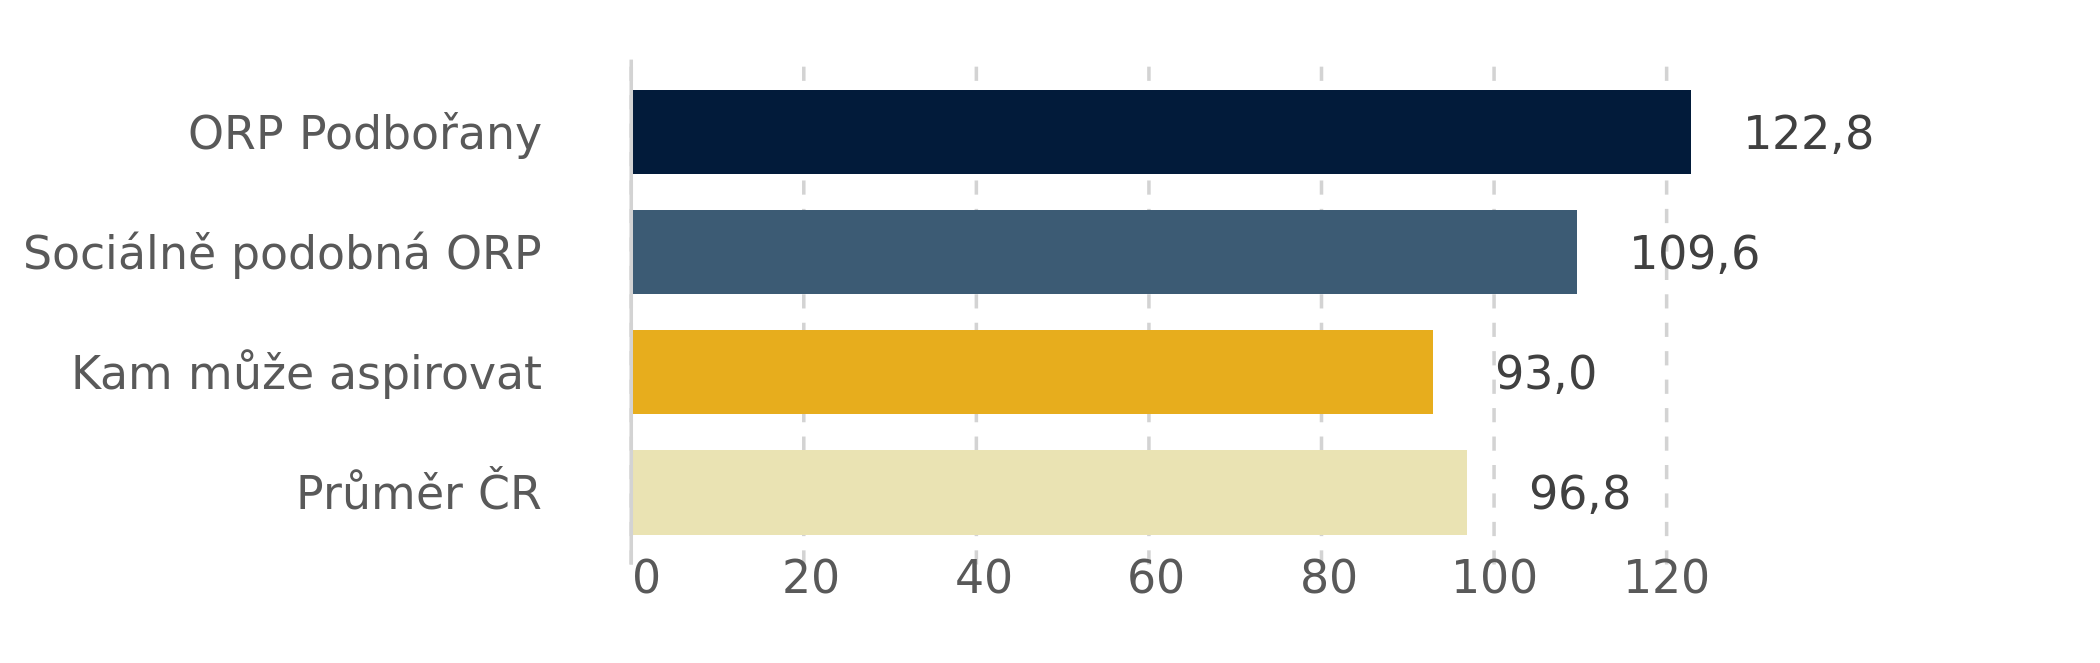 ORP Podbořany
122,8
Sociálně podobná ORP
109,6
Kam může aspirovat
93,0
Průměr ČR
96,8
0 20 40 60 80 100 120